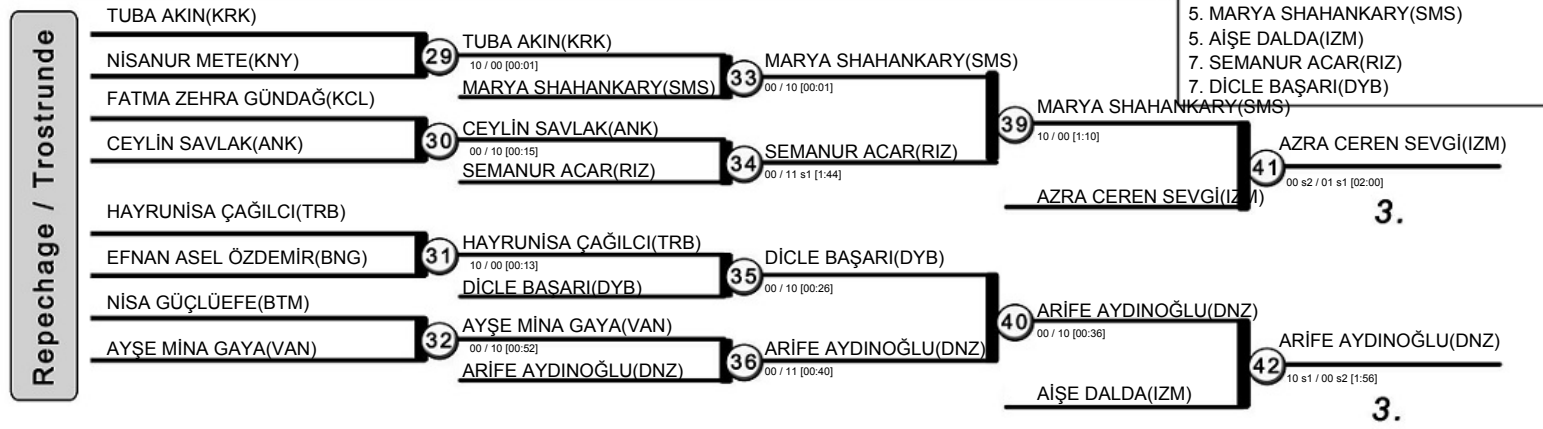 Repechage / Trostrunde
TUBA AKIN(KRK)
NİSANUR METE(KNY)
FATMA ZEHRA GÜNDAĞ(KCL)
CEYLİN SAVLAK(ANK)
HAYRUNİSA ÇAĞILCI(TRB)
EFNAN ASEL ÖZDEMİR(BNG)
NİSA GÜÇLÜEFE(BTM)
AYŞE MİNA GAYA(VAN)
29
TUBA AKIN(KRK)
10 / 00 [00:01]
MARYA SHAHANKARY(SMS)
30
CEYLİN SAVLAK(ANK)
00 / 10 [00:15]
SEMANUR ACAR(RIZ)
31
HAYRUNİSA ÇAĞILCI(TRB)
10 / 00 [00:13]
DİCLE BAŞARI(DYB)
32
AYŞE MİNA GAYA(VAN)
00 / 10 [00:52]
ARİFE AYDINOĞLU(DNZ)
33
MARYA SHAHANKARY(SMS)
00 / 10 [00:01]
34
SEMANUR ACAR(RIZ)
00 / 11 s1 [1:44]
35
DİCLE BAŞARI(DYB)
00 / 10 [00:26]
36
ARİFE AYDINOĞLU(DNZ)
00 / 11 [00:40]
39
MARYA SHAHANKARY(SMS)
10 / 00 [1:10]
AZRA CEREN SEVGİ(IZM)
40
ARİFE AYDINOĞLU(DNZ)
00 / 10 [00:36]
AİŞE DALDA(IZM)
41
AZRA CEREN SEVGİ(IZM)
00 s2 / 01 s1 [02:00]
3.
42
ARİFE AYDINOĞLU(DNZ)
10 s1 / 00 s2 [1:56]
3.
5. MARYA SHAHANKARY(SMS)
5. AİŞE DALDA(IZM)
7. SEMANUR ACAR(RIZ)
7. DİCLE BAŞARI(DYB)